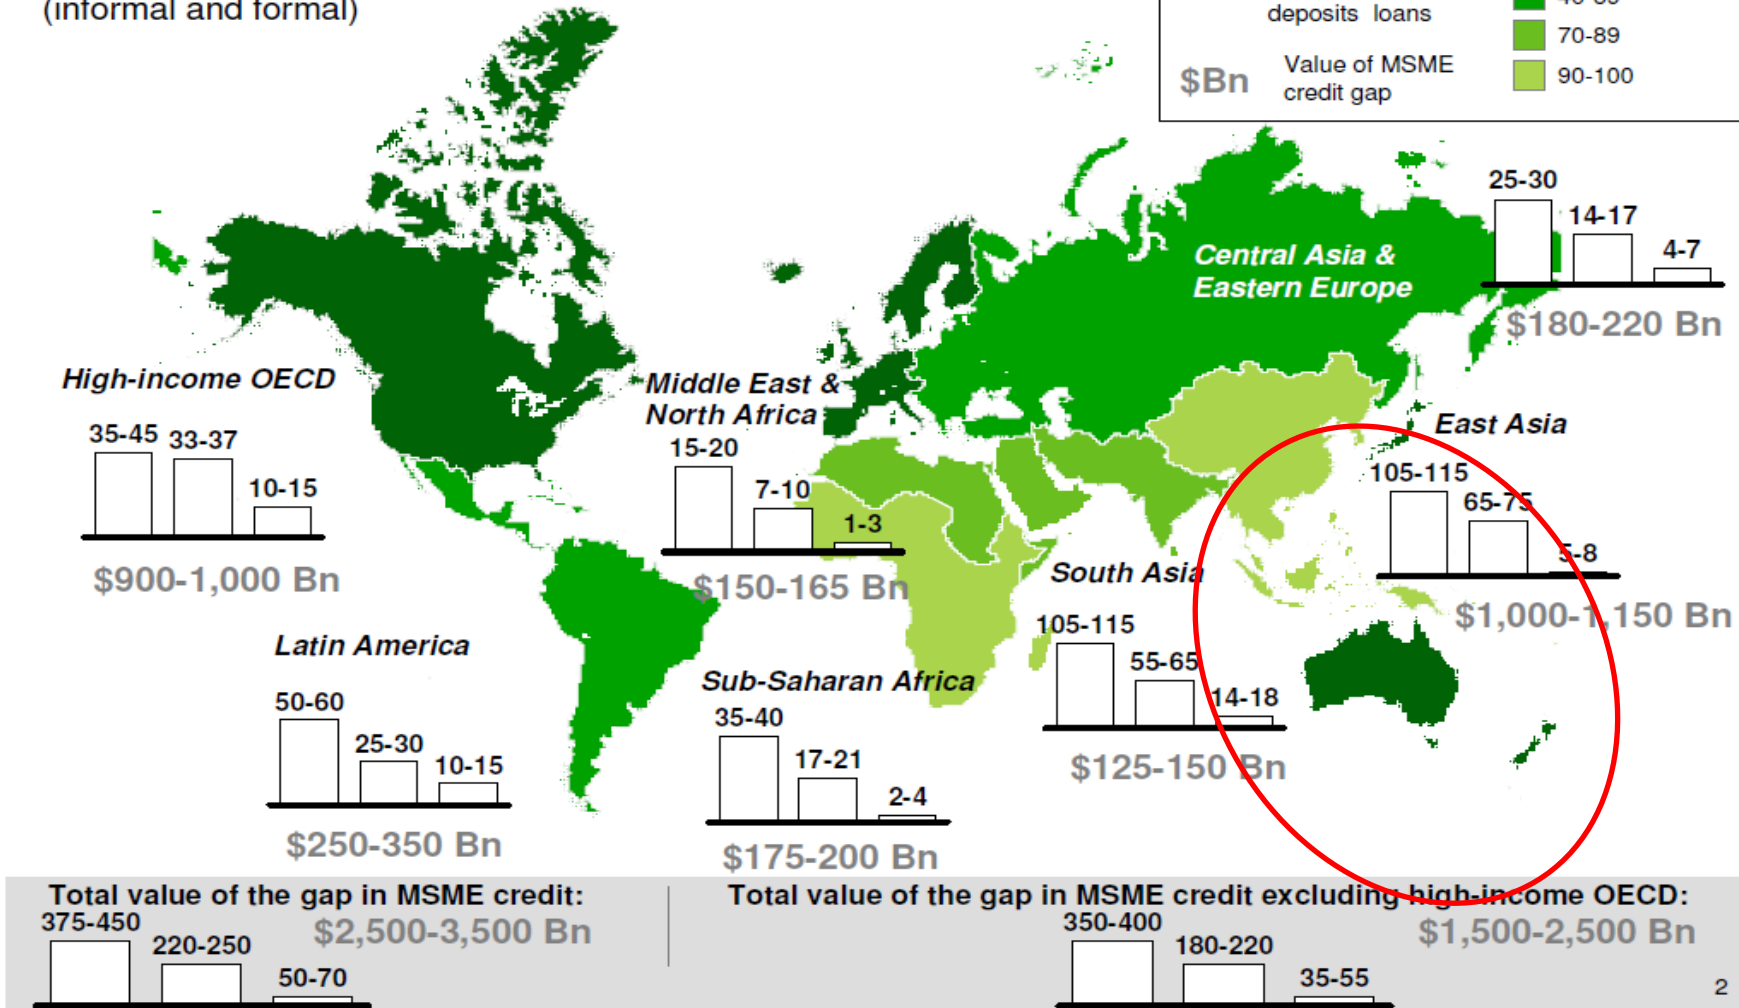 (informal and formal)
deposits loans
70-89
$Bn
Value of MSME
credit gap
90-100
25-30
14-17
4-7
Central Asia &
Eastern Europe
$180-220 Bn
High-income OECD
35-45
33-37
10-15
$900-1,000 Bn
Middle East &
North Africa
15-20
7-10
1-3
$150-165 Bn
East Asia
105-115
65-75
5-8
$1,000-1,150 Bn
South Asia
105-115
55-65
14-18
$125-150 Bn
Latin America
50-60
25-30
10-15
$250-350 Bn
Sub-Saharan Africa
35-40
17-21
2-4
$175-200 Bn
Total value of the gap in MSME credit:
375-450
220-250
50-70
$2,500-3,500 Bn
Total value of the gap in MSME credit excluding high-income OECD:
350-400
180-220
35-55
$1,500-2,500 Bn
2